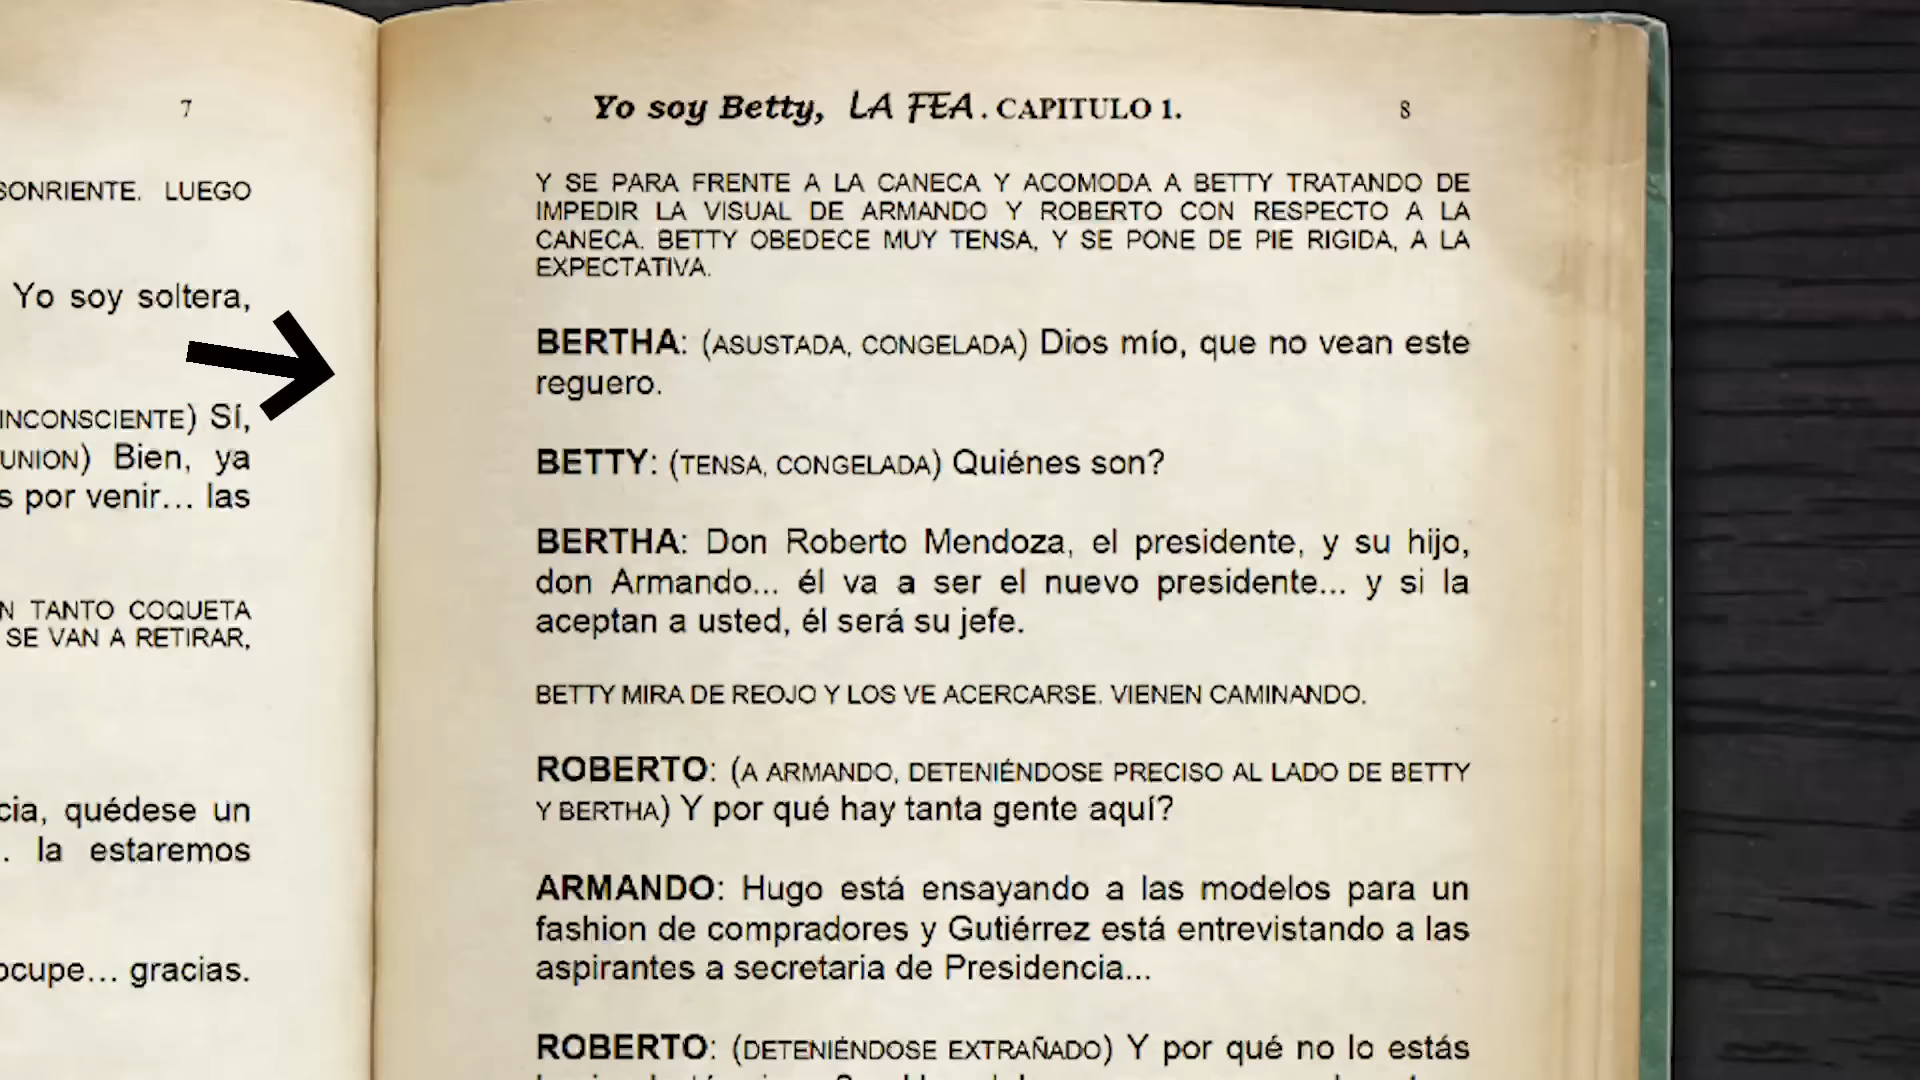 7
SONRIENTE. LUEGO
Yo soy soltera,
INCONSCIENTE) Sí,
UNION) Bien, ya
s por venir... las
N TANTO COQUETA
SE VAN A RETIRAR,
cia, quédese un
. la estaremos
ocupe... gracias.
Yo soy Betty, LA FEA. CAPITULO 1. 8
Y SE PARA FRENTE A LA CANECA Y ACOMODA A BETTY TRATANDO DE
IMPEDIR LA VISUAL DE ARMANDO Y ROBERTO CON RESPECTO A LA
CANECA. BETTY OBEDECE MUY TENSA, Y SE PONE DE PIE RIGIDA, A LA
EXPECTATIVA.
BERTHA: (ASUSTADA, CONGELADA) Dios mío, que no vean este
reguero.
BETTY: (TENSA, CONGELADA) Quiénes son?
BERTHA: Don Roberto Mendoza, el presidente, y su hijo,
don Armando... él va a ser el nuevo presidente... y si la
aceptan a usted, él será su jefe.
BETTY MIRA DE REOJO Y LOS VE ACERCARSE. VIENEN CAMINANDO.
ROBERTO: (A ARMANDO, DETENIÉNDOSE PRECISO AL LADO DE BETTY
Y BERTHA) Y por qué hay tanta gente aquí?
ARMANDO: Hugo está ensayando a las modelos para un
fashion de compradores y Gutiérrez está entrevistando a las
aspirantes a secretaria de Presidencia...
ROBERTO: (DETENIÉNDOSE EXTRAÑADO) Y por qué no lo estás